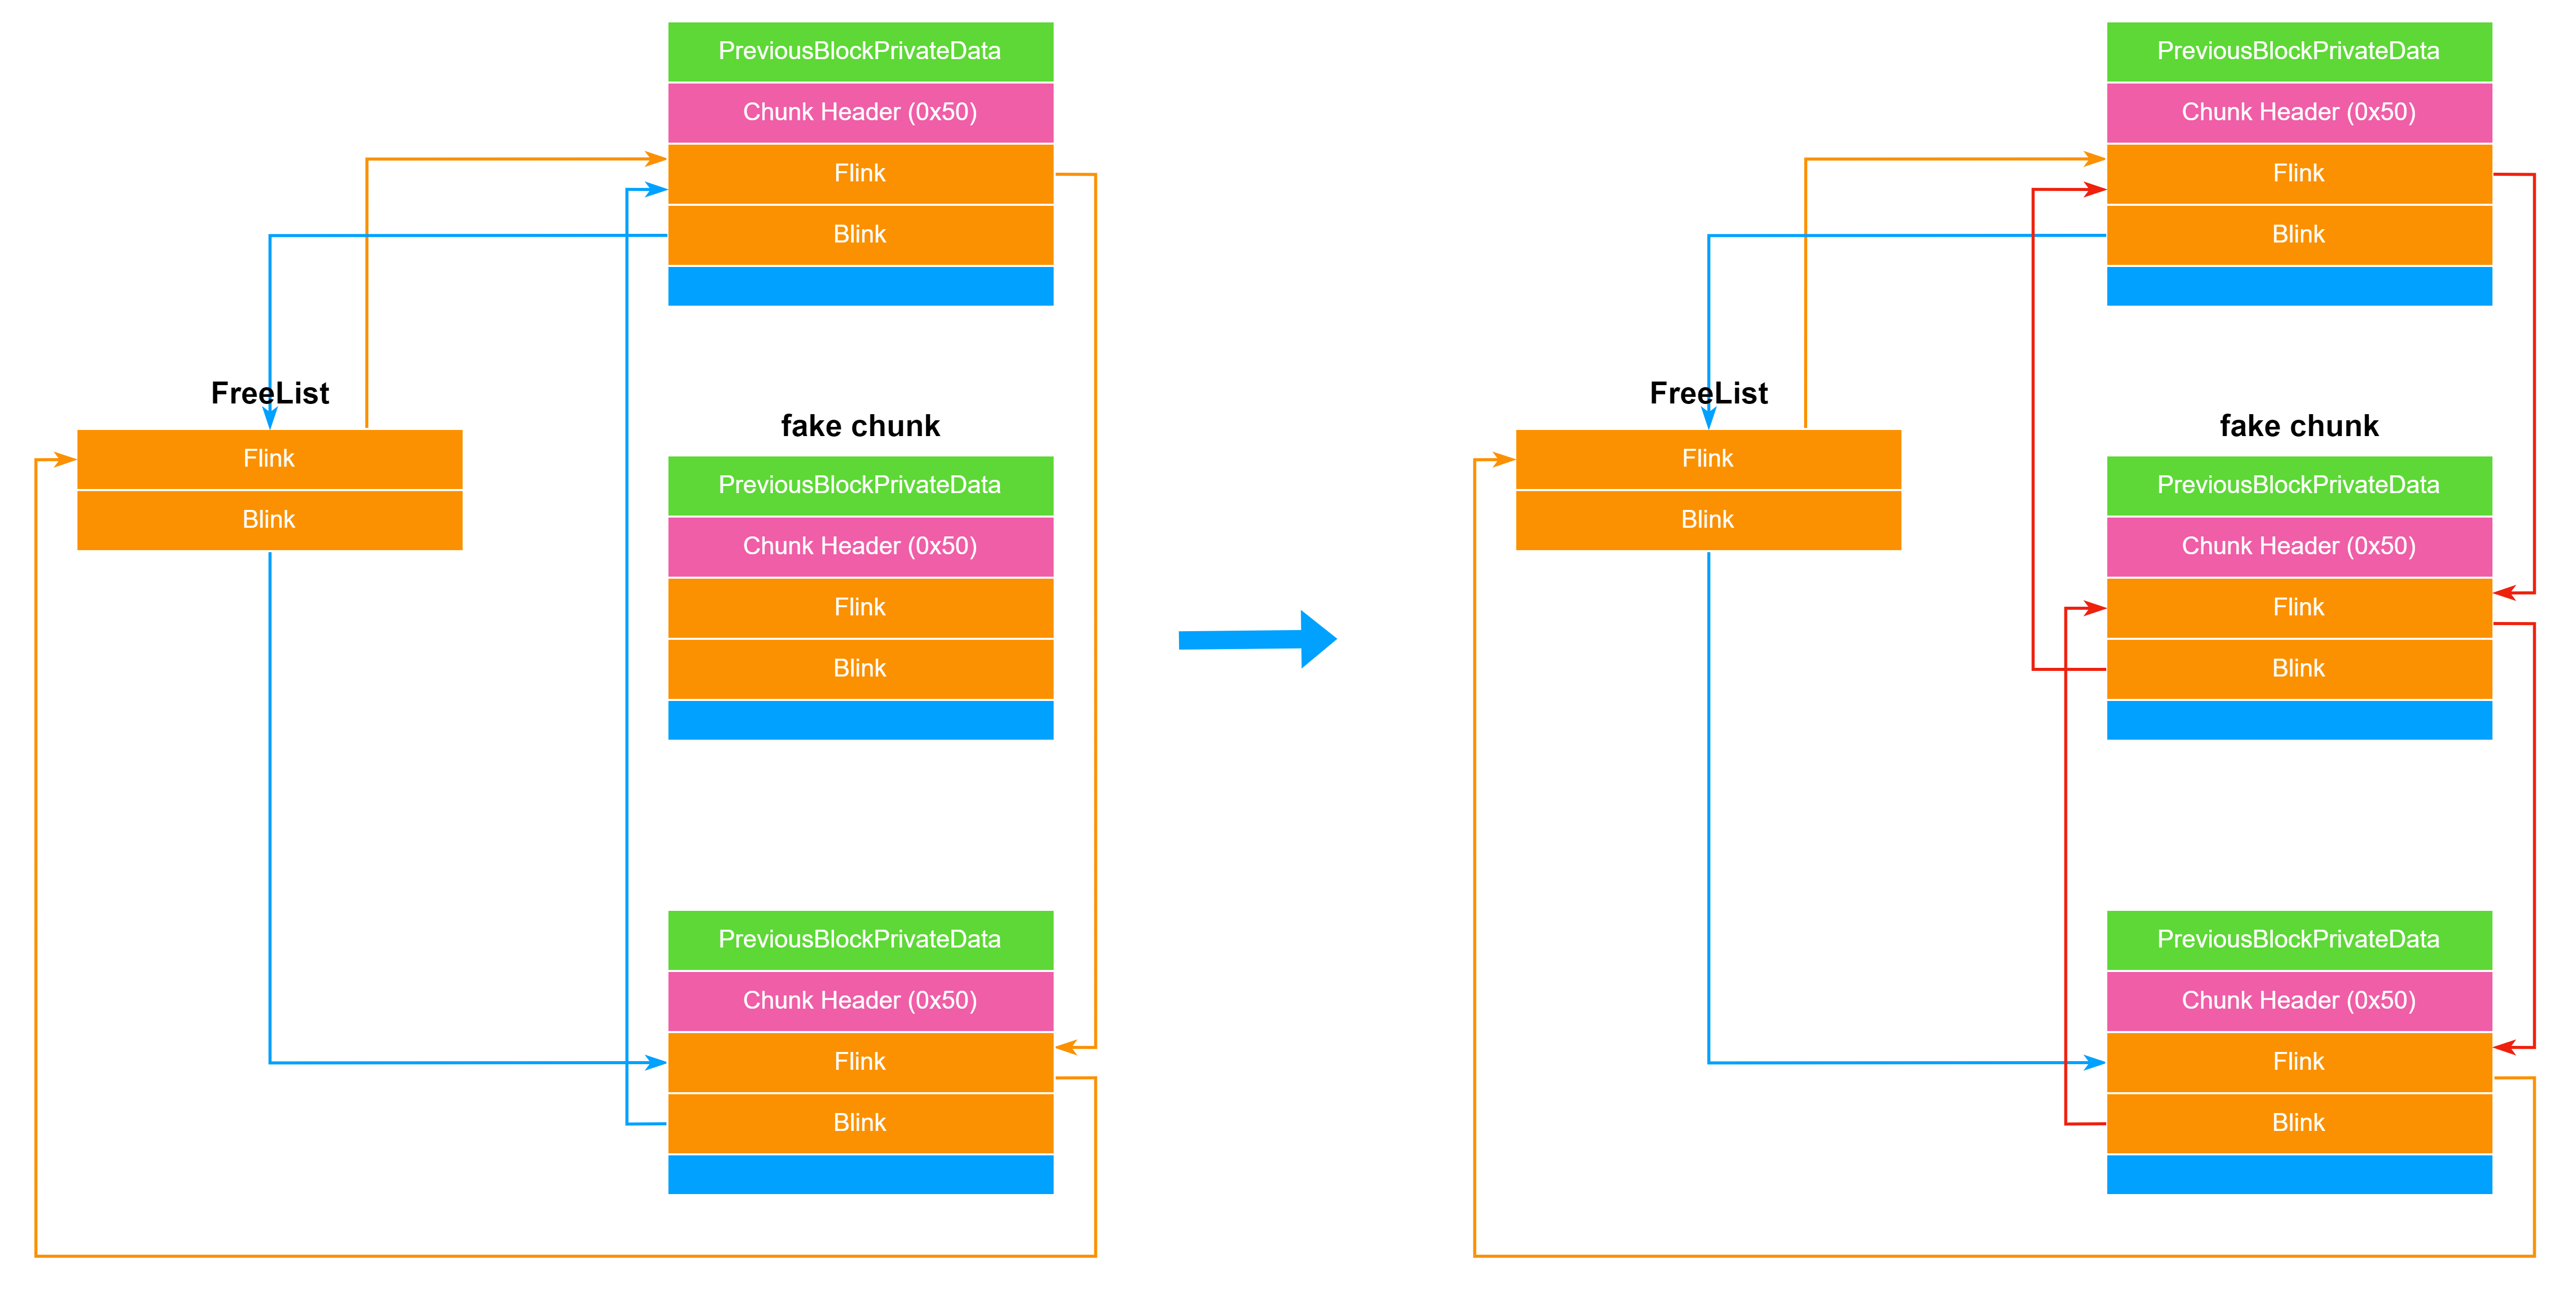 PreviousBlockPrivateData
Chunk Header (0x50)
Flink
Blink
FreeList
Flink
Blink
fake chunk
PreviousBlockPrivateData
Chunk Header (0x50)
Flink
Blink
PreviousBlockPrivateData
Chunk Header (0x50)
Flink
Blink
PreviousBlockPrivateData
Chunk Header (0x50)
Flink
Blink
FreeList
Flink
Blink
fake chunk
PreviousBlockPrivateData
Chunk Header (0x50)
Flink
Blink
PreviousBlockPrivateData
Chunk Header (0x50)
Flink
Blink